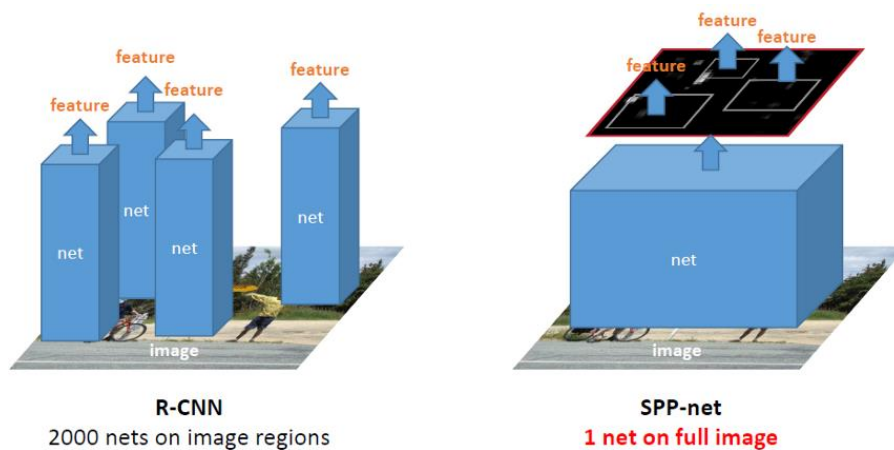 feature
feature
feature
feature
net
net
net
net
image
R-CNN
2000 nets on image regions
feature
feature
feature
net
image
SPP-net
1 net on full image